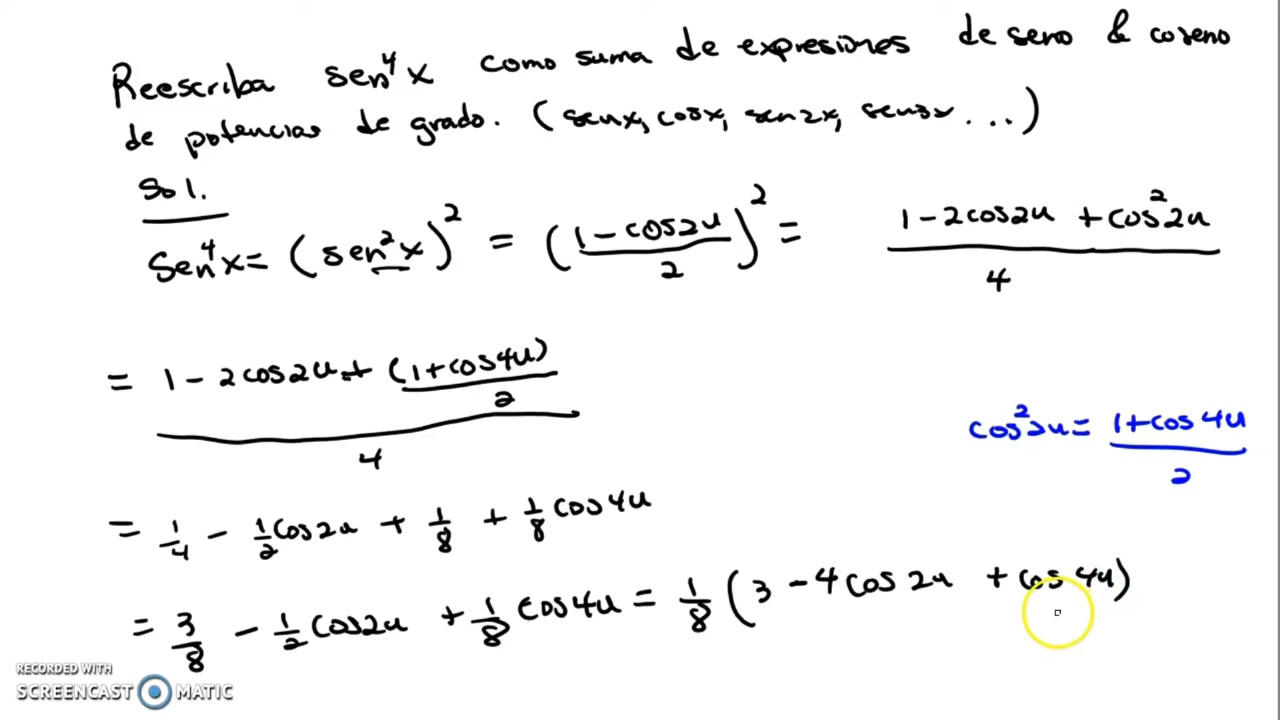 Reescriba sen⁴x como suma de expresiones de seno & coseno
de potencias de grado. (senx, cosx, sen2x, sen3x ...)
Sol.
Sen⁴x = (sen²x)² = ((1-cos2u)/2)² = (1-2cos2u+cos²2u)/4
= (1-2cos2u+(1+cos4u)/2)/4
cos²2u = (1+cos4u)/2
= 1/4 - 1/2 cos2u + 1/8 + 1/8 cos4u
= 3/8 - 1/2 cos2u + 1/8 cos4u = 1/8 (3 - 4cos2u + cos4u)
RECORDED WITH
SCREENCAST MATIC